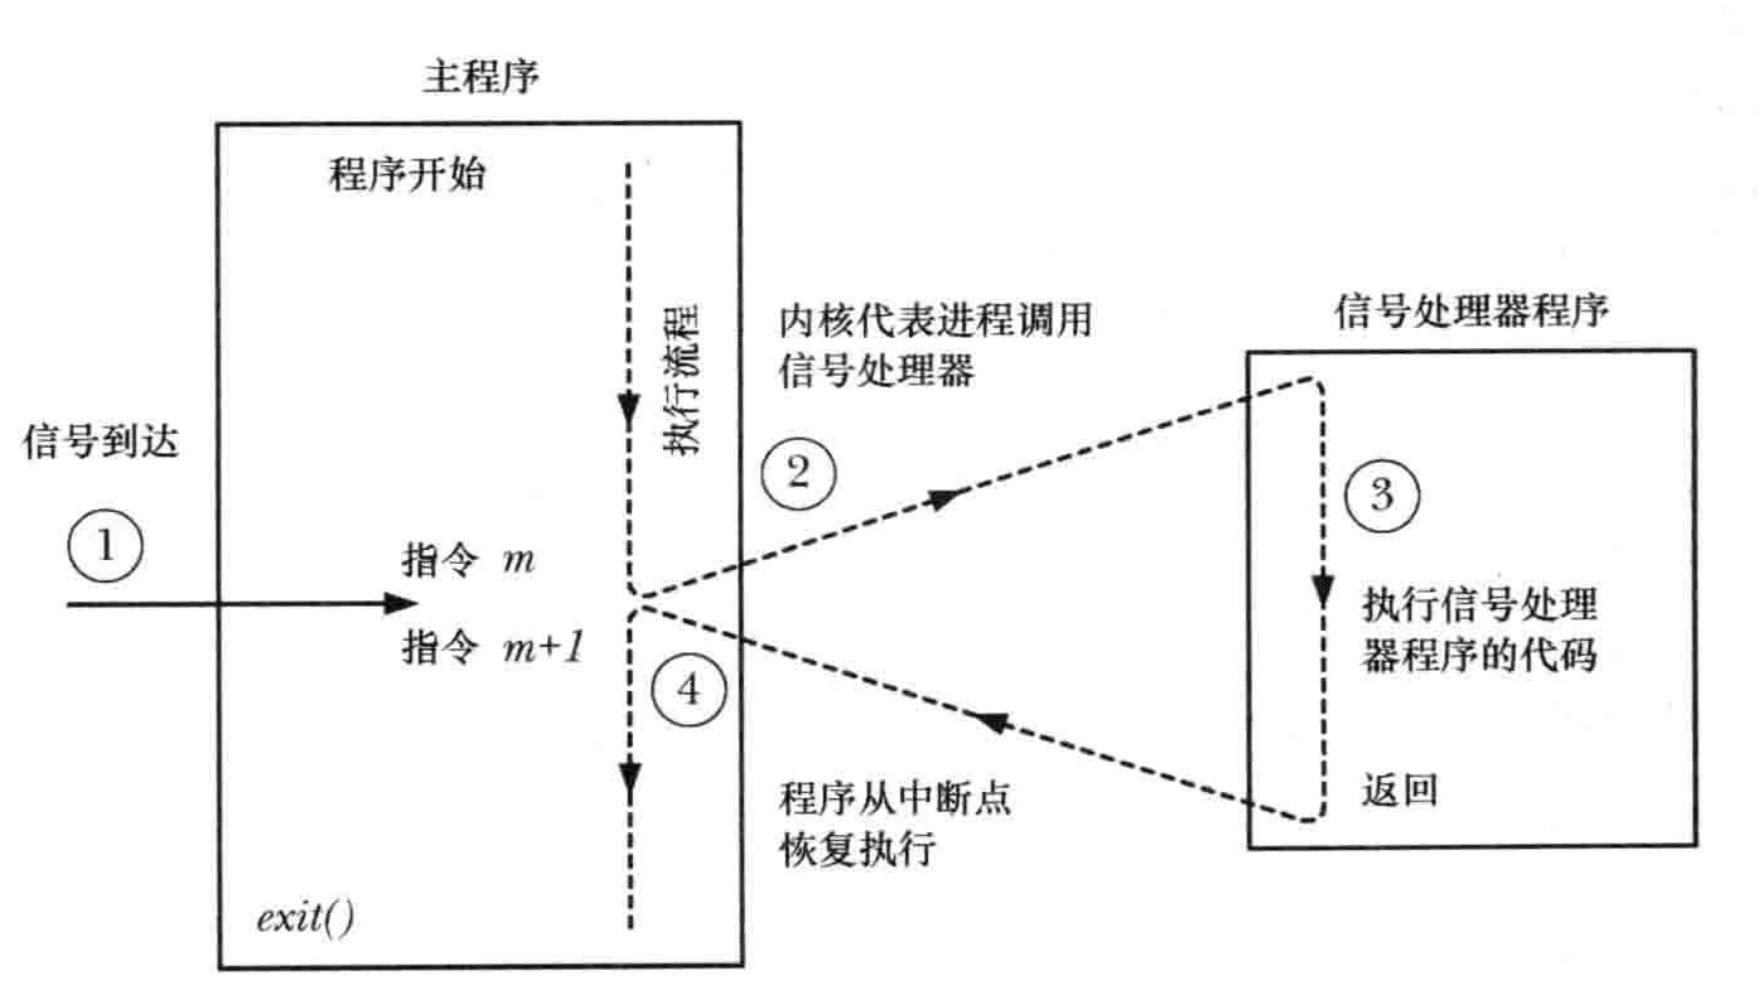 主程序
程序开始
执行流程
内核代表进程调用
信号处理器
信号处理器程序
信号到达
①
②
③
指令 m
指令 m+1
执行信号处理
器程序的代码
④
程序从中断点
恢复执行
返回
exit()